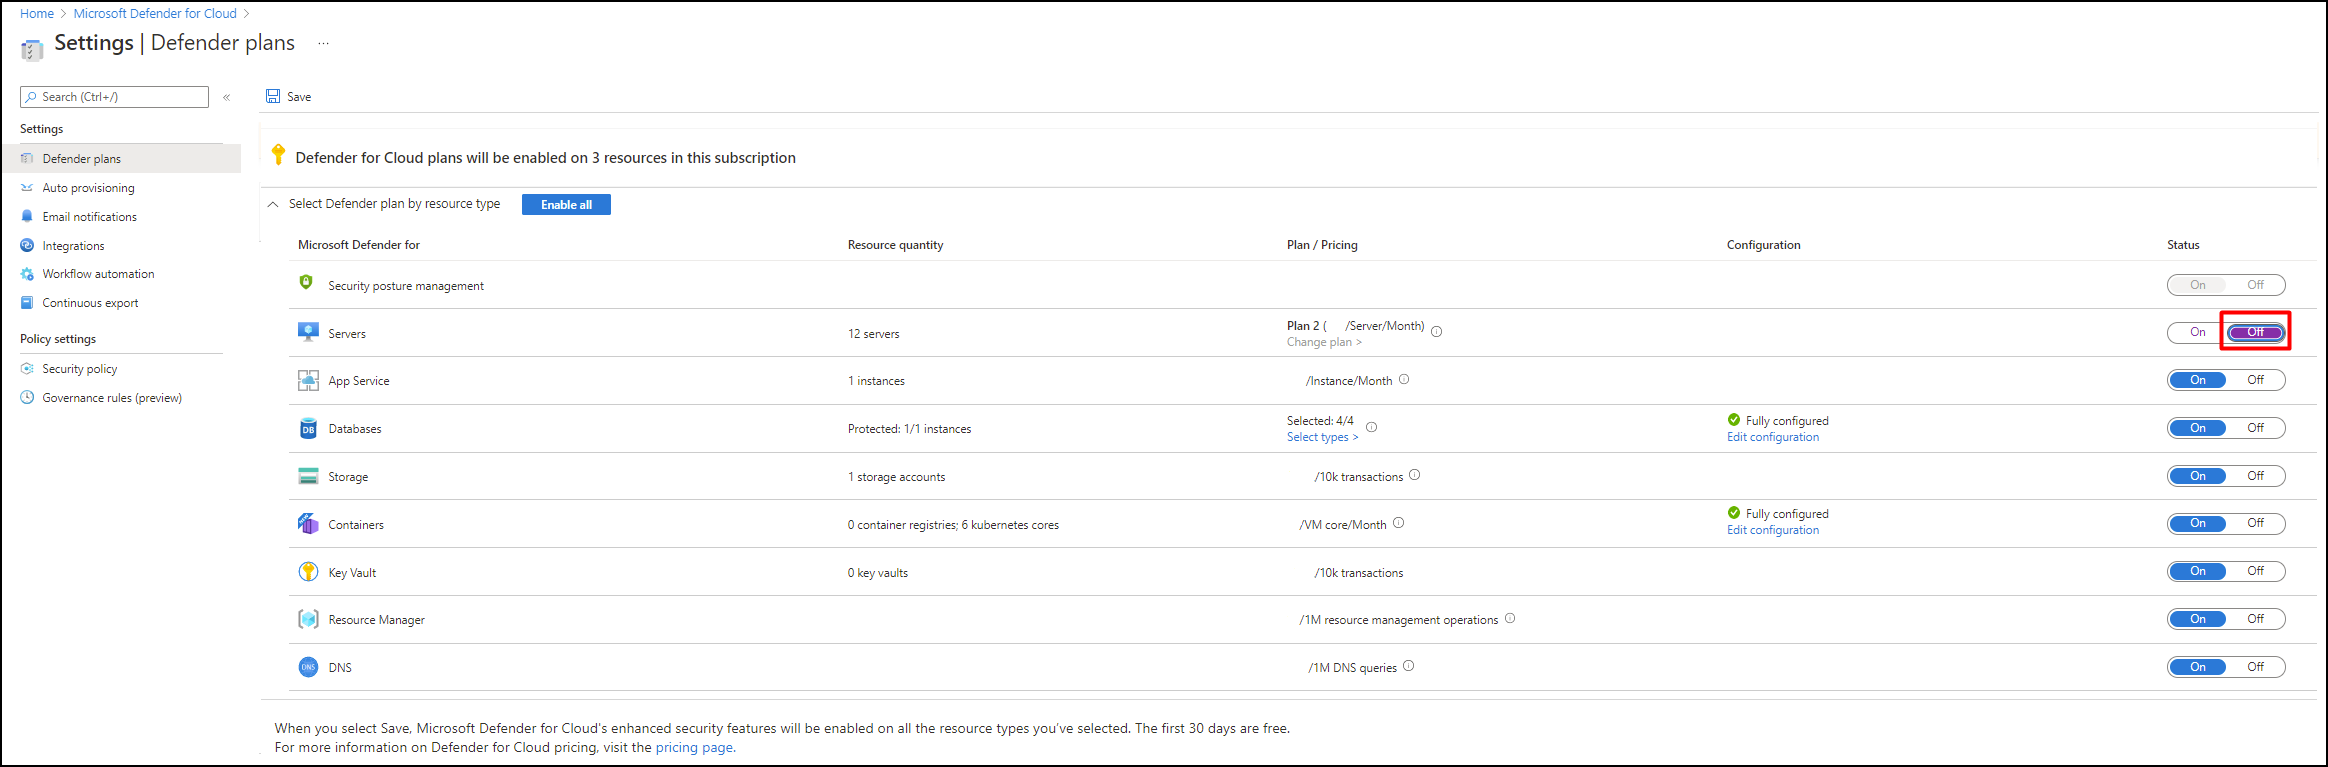 Home > Microsoft Defender for Cloud >
Settings | Defender plans ...
Search (Ctrl+/) «
Save
Settings
Defender plans
Auto provisioning
Email notifications
Integrations
Workflow automation
Continuous export
Policy settings
Security policy
Governance rules (preview)
Defender for Cloud plans will be enabled on 3 resources in this subscription
Select Defender plan by resource type Enable all
Microsoft Defender for Resource quantity Plan / Pricing Configuration Status
Security posture management On Off
Servers 12 servers Plan 2 ( /Server/Month) On Off
Change plan >
App Service 1 instances /Instance/Month On Off
Databases Protected: 1/1 instances Selected: 4/4 Fully configured On Off
Select types > Edit configuration
Storage 1 storage accounts /10k transactions On Off
Containers 0 container registries; 6 kubernetes cores /VM core/Month Fully configured On Off
Edit configuration
Key Vault 0 key vaults /10k transactions On Off
Resource Manager /1M resource management operations On Off
DNS DNS /1M DNS queries On Off
When you select Save, Microsoft Defender for Cloud's enhanced security features will be enabled on all the resource types you've selected. The first 30 days are free.
For more information on Defender for Cloud pricing, visit the pricing page.